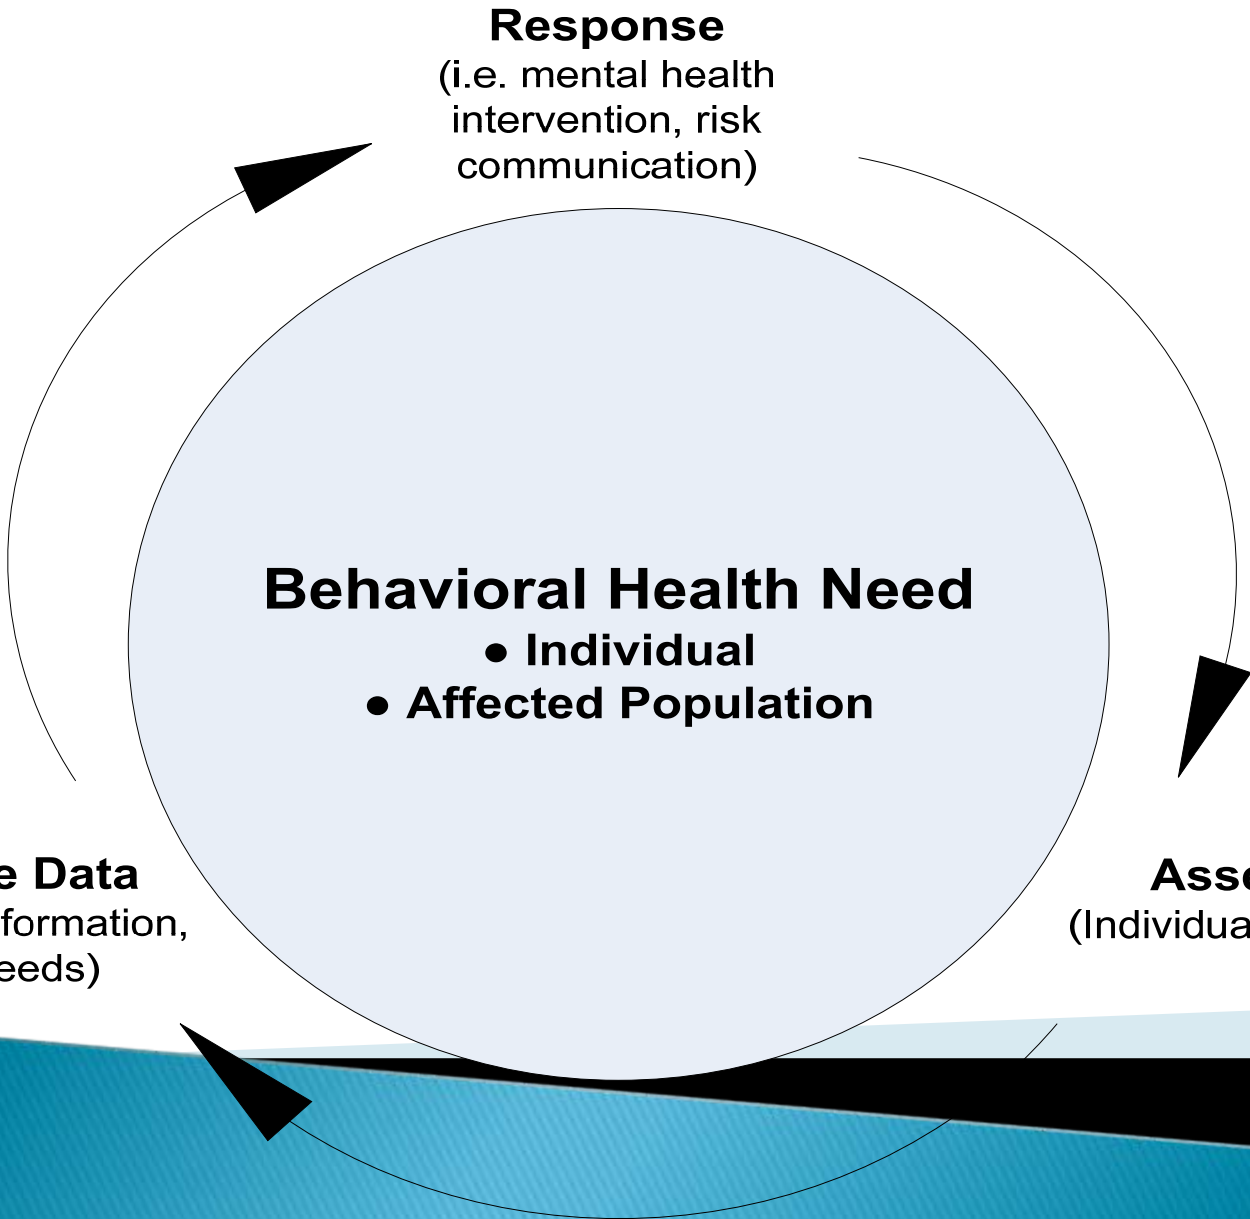 Response
(i.e. mental health
intervention, risk
communication)
Behavioral Health Need
● Individual
● Affected Population
e Data
formation,
eeds)
Asse
(Individua